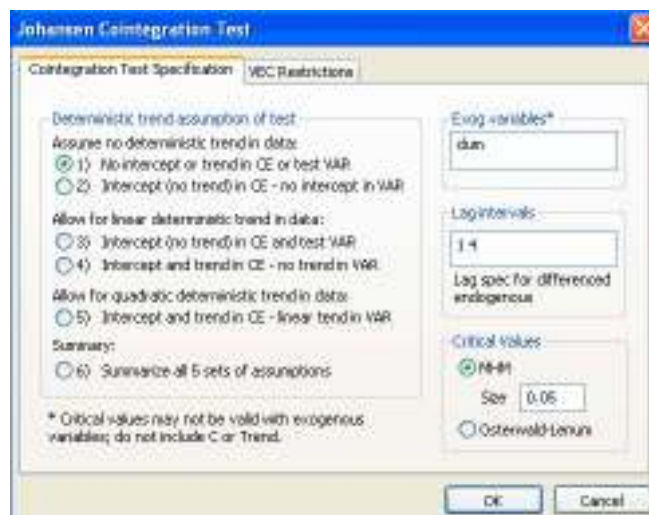 Johansen Cointegration Test
Cointegration Test Specification
VEC Restrictions
Deterministic trend assumption of test
Assume no deterministic trend in data:
1) No intercept or trend in CE or test VAR
2) Intercept (no trend) in CE - no intercept in VAR
Allow for linear deterministic trend in data:
3) Intercept (no trend) in CE and test VAR
4) Intercept and trend in CE - no trend in VAR
Allow for quadratic deterministic trend in data:
5) Intercept and trend in CE - linear tend in VAR
Summary:
6) Summarize all 5 sets of assumptions
* Critical values may not be valid with exogenous
variables; do not include C or Trend.
Exog variables*
dum
Lag intervals
1 4
Lag spec for differenced
endogenous
Critical Values
MHM
Size 0.05
Osterwald-Lenum
OK
Cancel